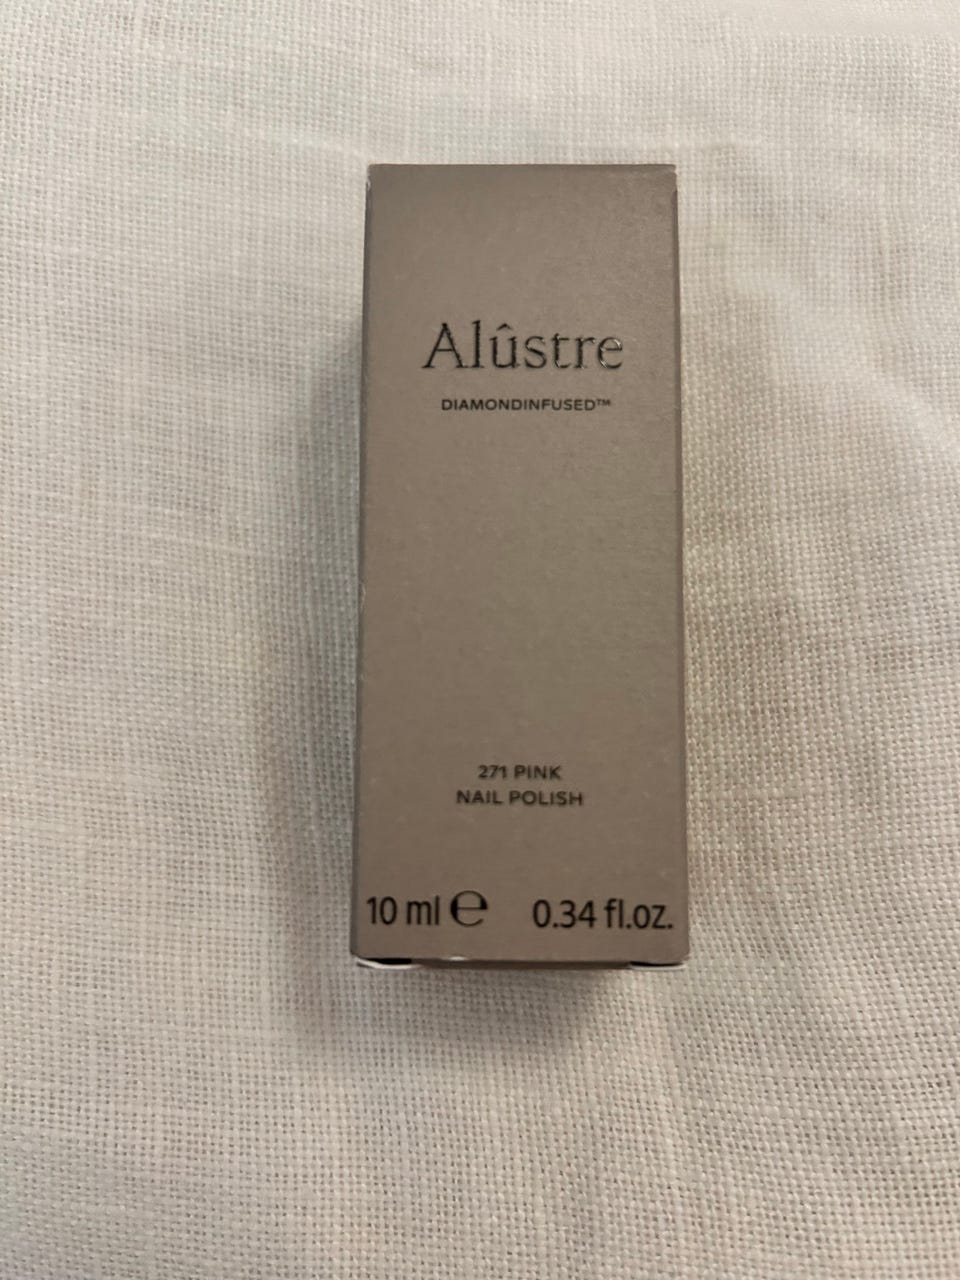 Alûstre
DIAMONDINFUSED™
271 PINK
NAIL POLISH
10 ml ℮ 0.34 fl.oz.